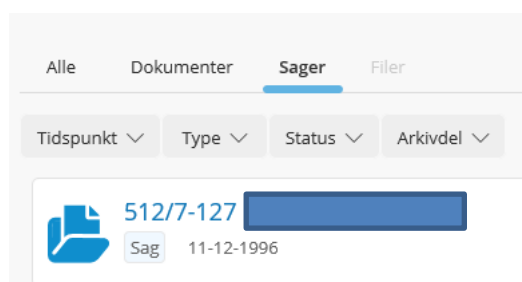 Alle Dokumenter Sager Filer
Tidspunkt Type Status Arkivdel
512/7-127
Sag 11-12-1996